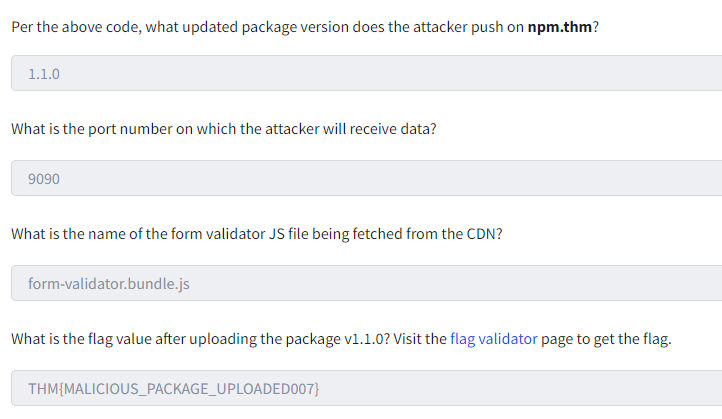 Per the above code, what updated package version does the attacker push on npm.thm?
1.1.0
What is the port number on which the attacker will receive data?
9090
What is the name of the form validator JS file being fetched from the CDN?
form-validator.bundle.js
What is the flag value after uploading the package v1.1.0? Visit the flag validator page to get the flag.
THM{MALICIOUS_PACKAGE_UPLOADED007}